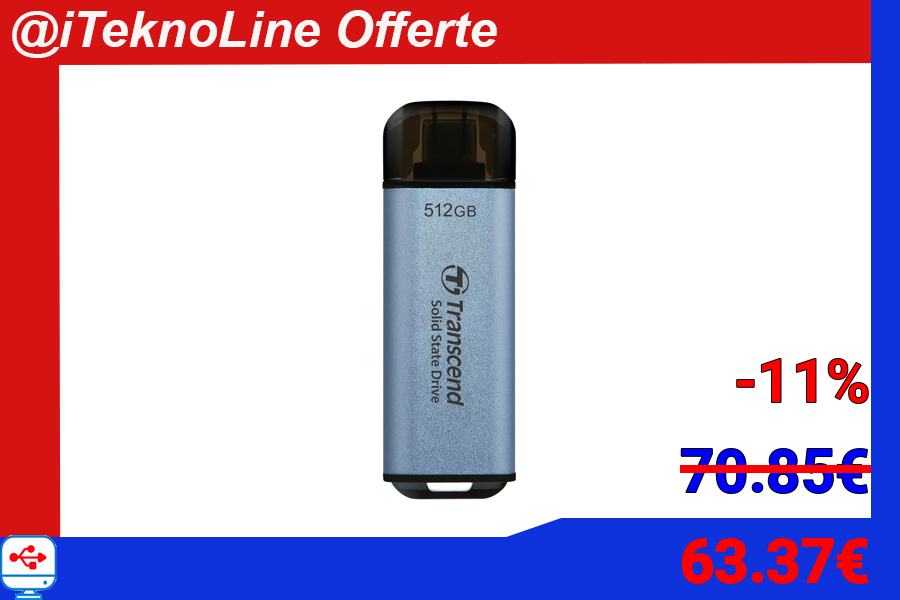 @iTeknoLine Offerte
512GB
Transcend
Solid State Drive
-11%
70.85€
63.37€